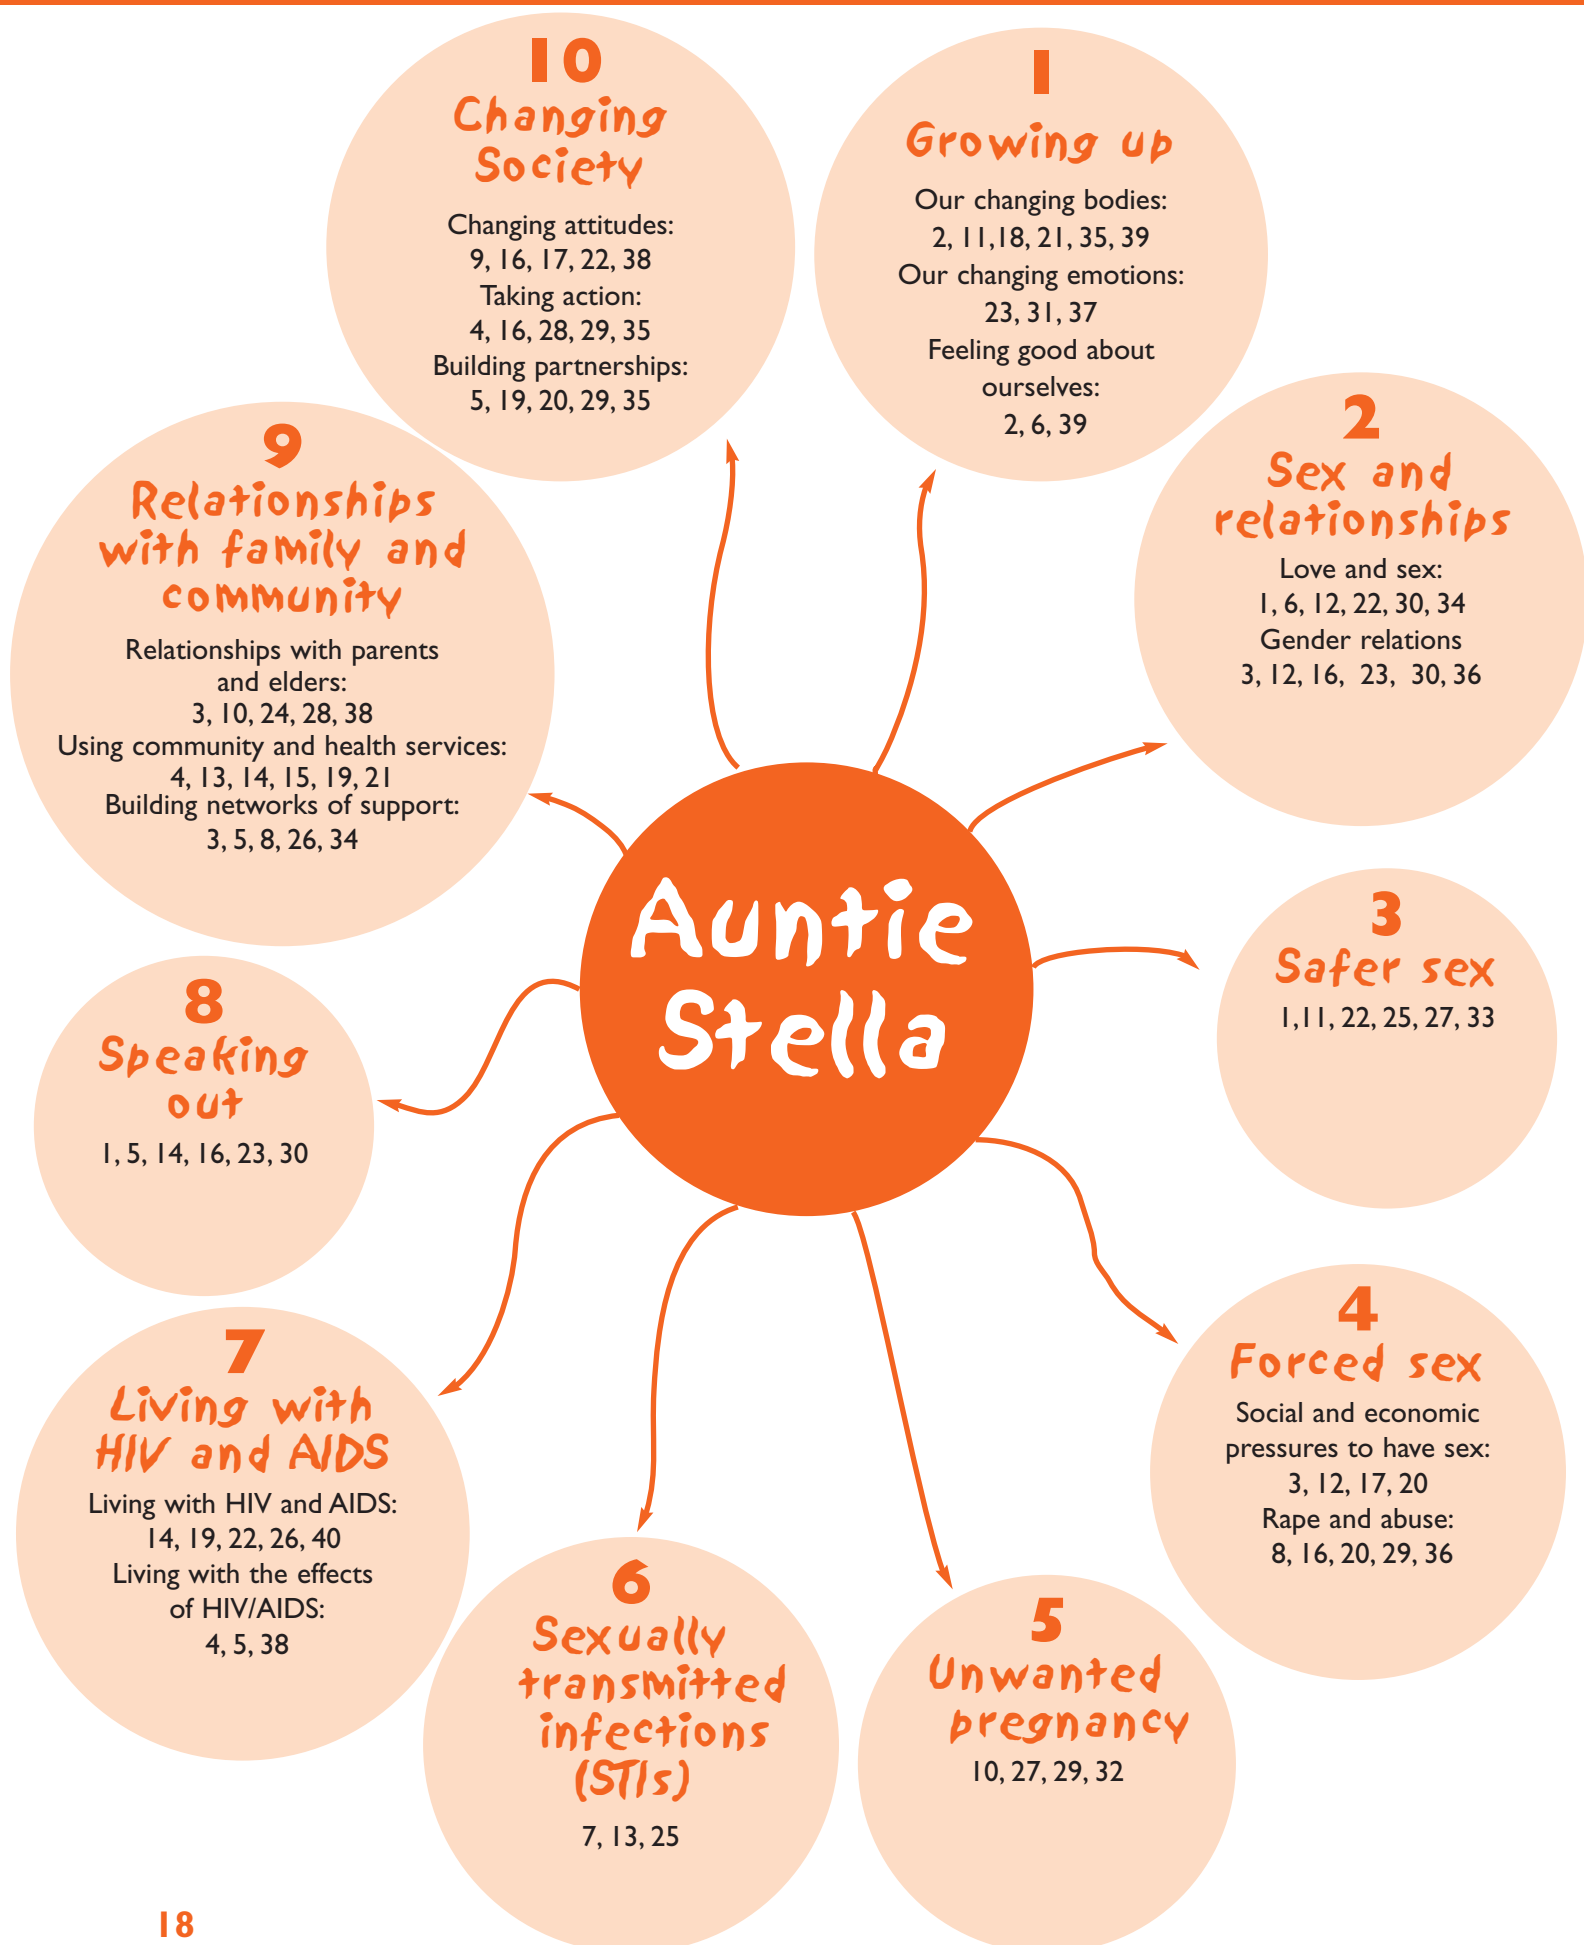 10
Changing
Society
Changing attitudes:
9, 16, 17, 22, 38
Taking action:
4, 16, 28, 29, 35
Building partnerships:
5, 19, 20, 29, 35
1
Growing up
Our changing bodies:
2, 11,18, 21, 35, 39
Our changing emotions:
23, 31, 37
Feeling good about
ourselves:
2, 6, 39
2
Sex and
relationships
Love and sex:
1, 6, 12, 22, 30, 34
Gender relations
3, 12, 16, 23, 30, 36
9
Relationships
with family and
community
Relationships with parents
and elders:
3, 10, 24, 28, 38
Using community and health services:
4, 13, 14, 15, 19, 21
Building networks of support:
3, 5, 8, 26, 34
Auntie
Stella
3
Safer sex
1,11, 22, 25, 27, 33
8
Speaking
out
1, 5, 14, 16, 23, 30
4
Forced sex
Social and economic
pressures to have sex:
3, 12, 17, 20
Rape and abuse:
8, 16, 20, 29, 36
7
Living with
HIV and AIDS
Living with HIV and AIDS:
14, 19, 22, 26, 40
Living with the effects
of HIV/AIDS:
4, 5, 38
6
Sexually
transmitted
infections
(STIs)
7, 13, 25
5
Unwanted
pregnancy
10, 27, 29, 32
18